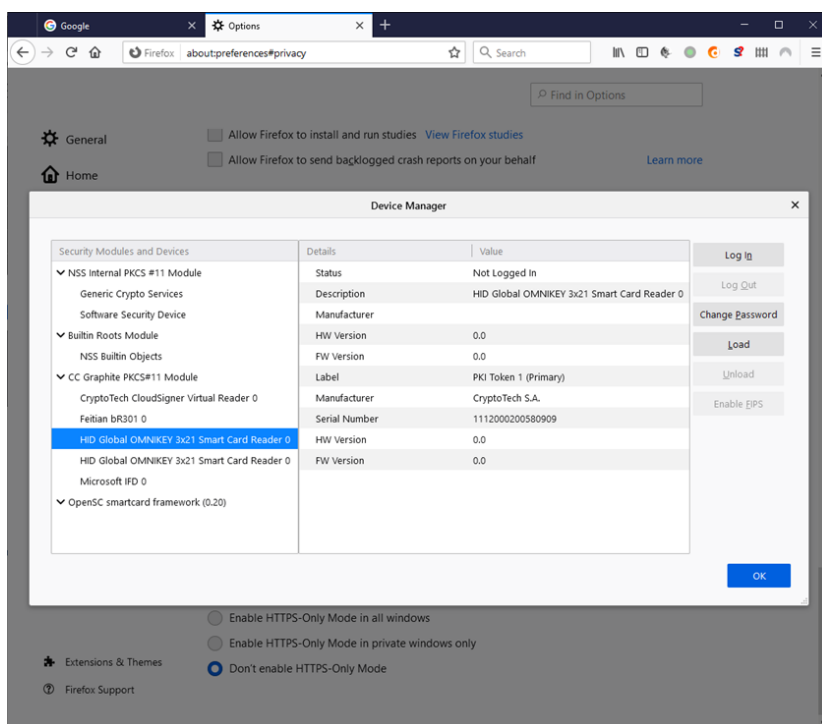 Google
Options
Firefox about:preferences#privacy
Search
Find in Options
General
Allow Firefox to install and run studies View Firefox studies
Allow Firefox to send backlogged crash reports on your behalf Learn more
Home
Device Manager
Security Modules and Devices Details Value
NSS Internal PKCS #11 Module Status Not Logged In
Generic Crypto Services Description HID Global OMNIKEY 3x21 Smart Card Reader 0
Software Security Device Manufacturer
Builtin Roots Module HW Version 0.0
NSS Builtin Objects FW Version 0.0
CC Graphite PKCS#11 Module Label PKI Token 1 (Primary)
CryptoTech CloudSigner Virtual Reader 0 Manufacturer CryptoTech S.A.
Feitian bR301 0 Serial Number 1112000200580909
HID Global OMNIKEY 3x21 Smart Card Reader 0 HW Version 0.0
HID Global OMNIKEY 3x21 Smart Card Reader 0 FW Version 0.0
Microsoft IFD 0
OpenSC smartcard framework (0.20)
Log In
Log Out
Change Password
Load
Unload
Enable FIPS
OK
Enable HTTPS-Only Mode in all windows
Enable HTTPS-Only Mode in private windows only
Extensions & Themes
Don't enable HTTPS-Only Mode
Firefox Support